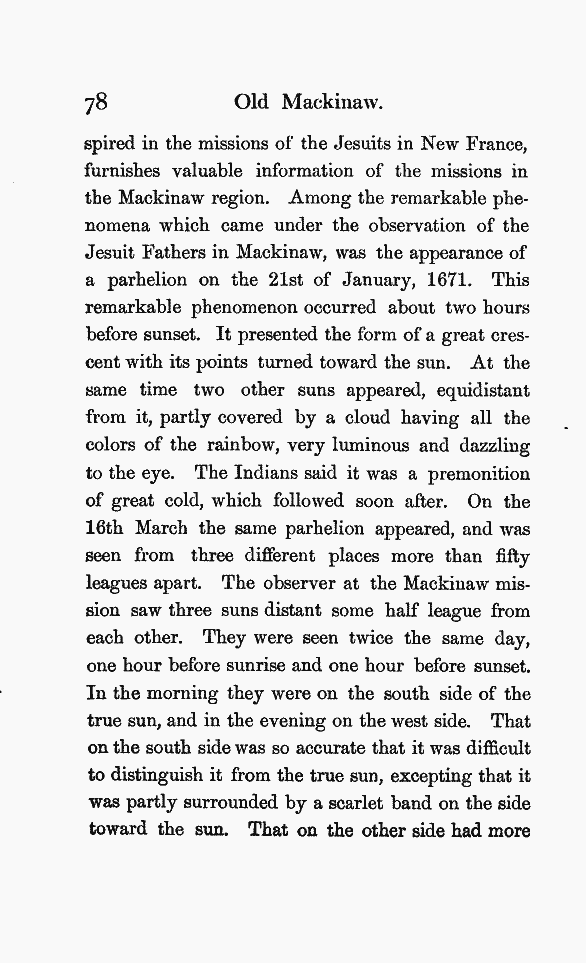 78 Old Mackinaw.
spired in the missions of the Jesuits in New France,
furnishes valuable information of the missions in
the Mackinaw region. Among the remarkable phe-
nomena which came under the observation of the
Jesuit Fathers in Mackinaw, was the appearance of
a parhelion on the 21st of January, 1671. This
remarkable phenomenon occurred about two hours
before sunset. It presented the form of a great cres-
cent with its points turned toward the sun. At the
same time two other suns appeared, equidistant
from it, partly covered by a cloud having all the
colors of the rainbow, very luminous and dazzling
to the eye. The Indians said it was a premonition
of great cold, which followed soon after. On the
16th March the same parhelion appeared, and was
seen from three different places more than fifty
leagues apart. The observer at the Mackinaw mis-
sion saw three suns distant some half league from
each other. They were seen twice the same day,
one hour before sunrise and one hour before sunset.
In the morning they were on the south side of the
true sun, and in the evening on the west side. That
on the south side was so accurate that it was difficult
to distinguish it from the true sun, excepting that it
was partly surrounded by a scarlet band on the side
toward the sun. That on the other side had more